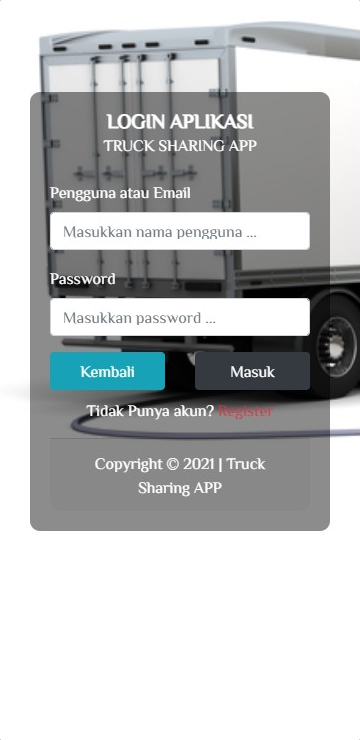 LOGIN APLIKASI
TRUCK SHARING APP
Pengguna atau Email
Masukkan nama pengguna ...
Password
Masukkan password ...
Kembali
Masuk
Tidak Punya akun? Register
Copyright © 2021 | Truck
Sharing APP